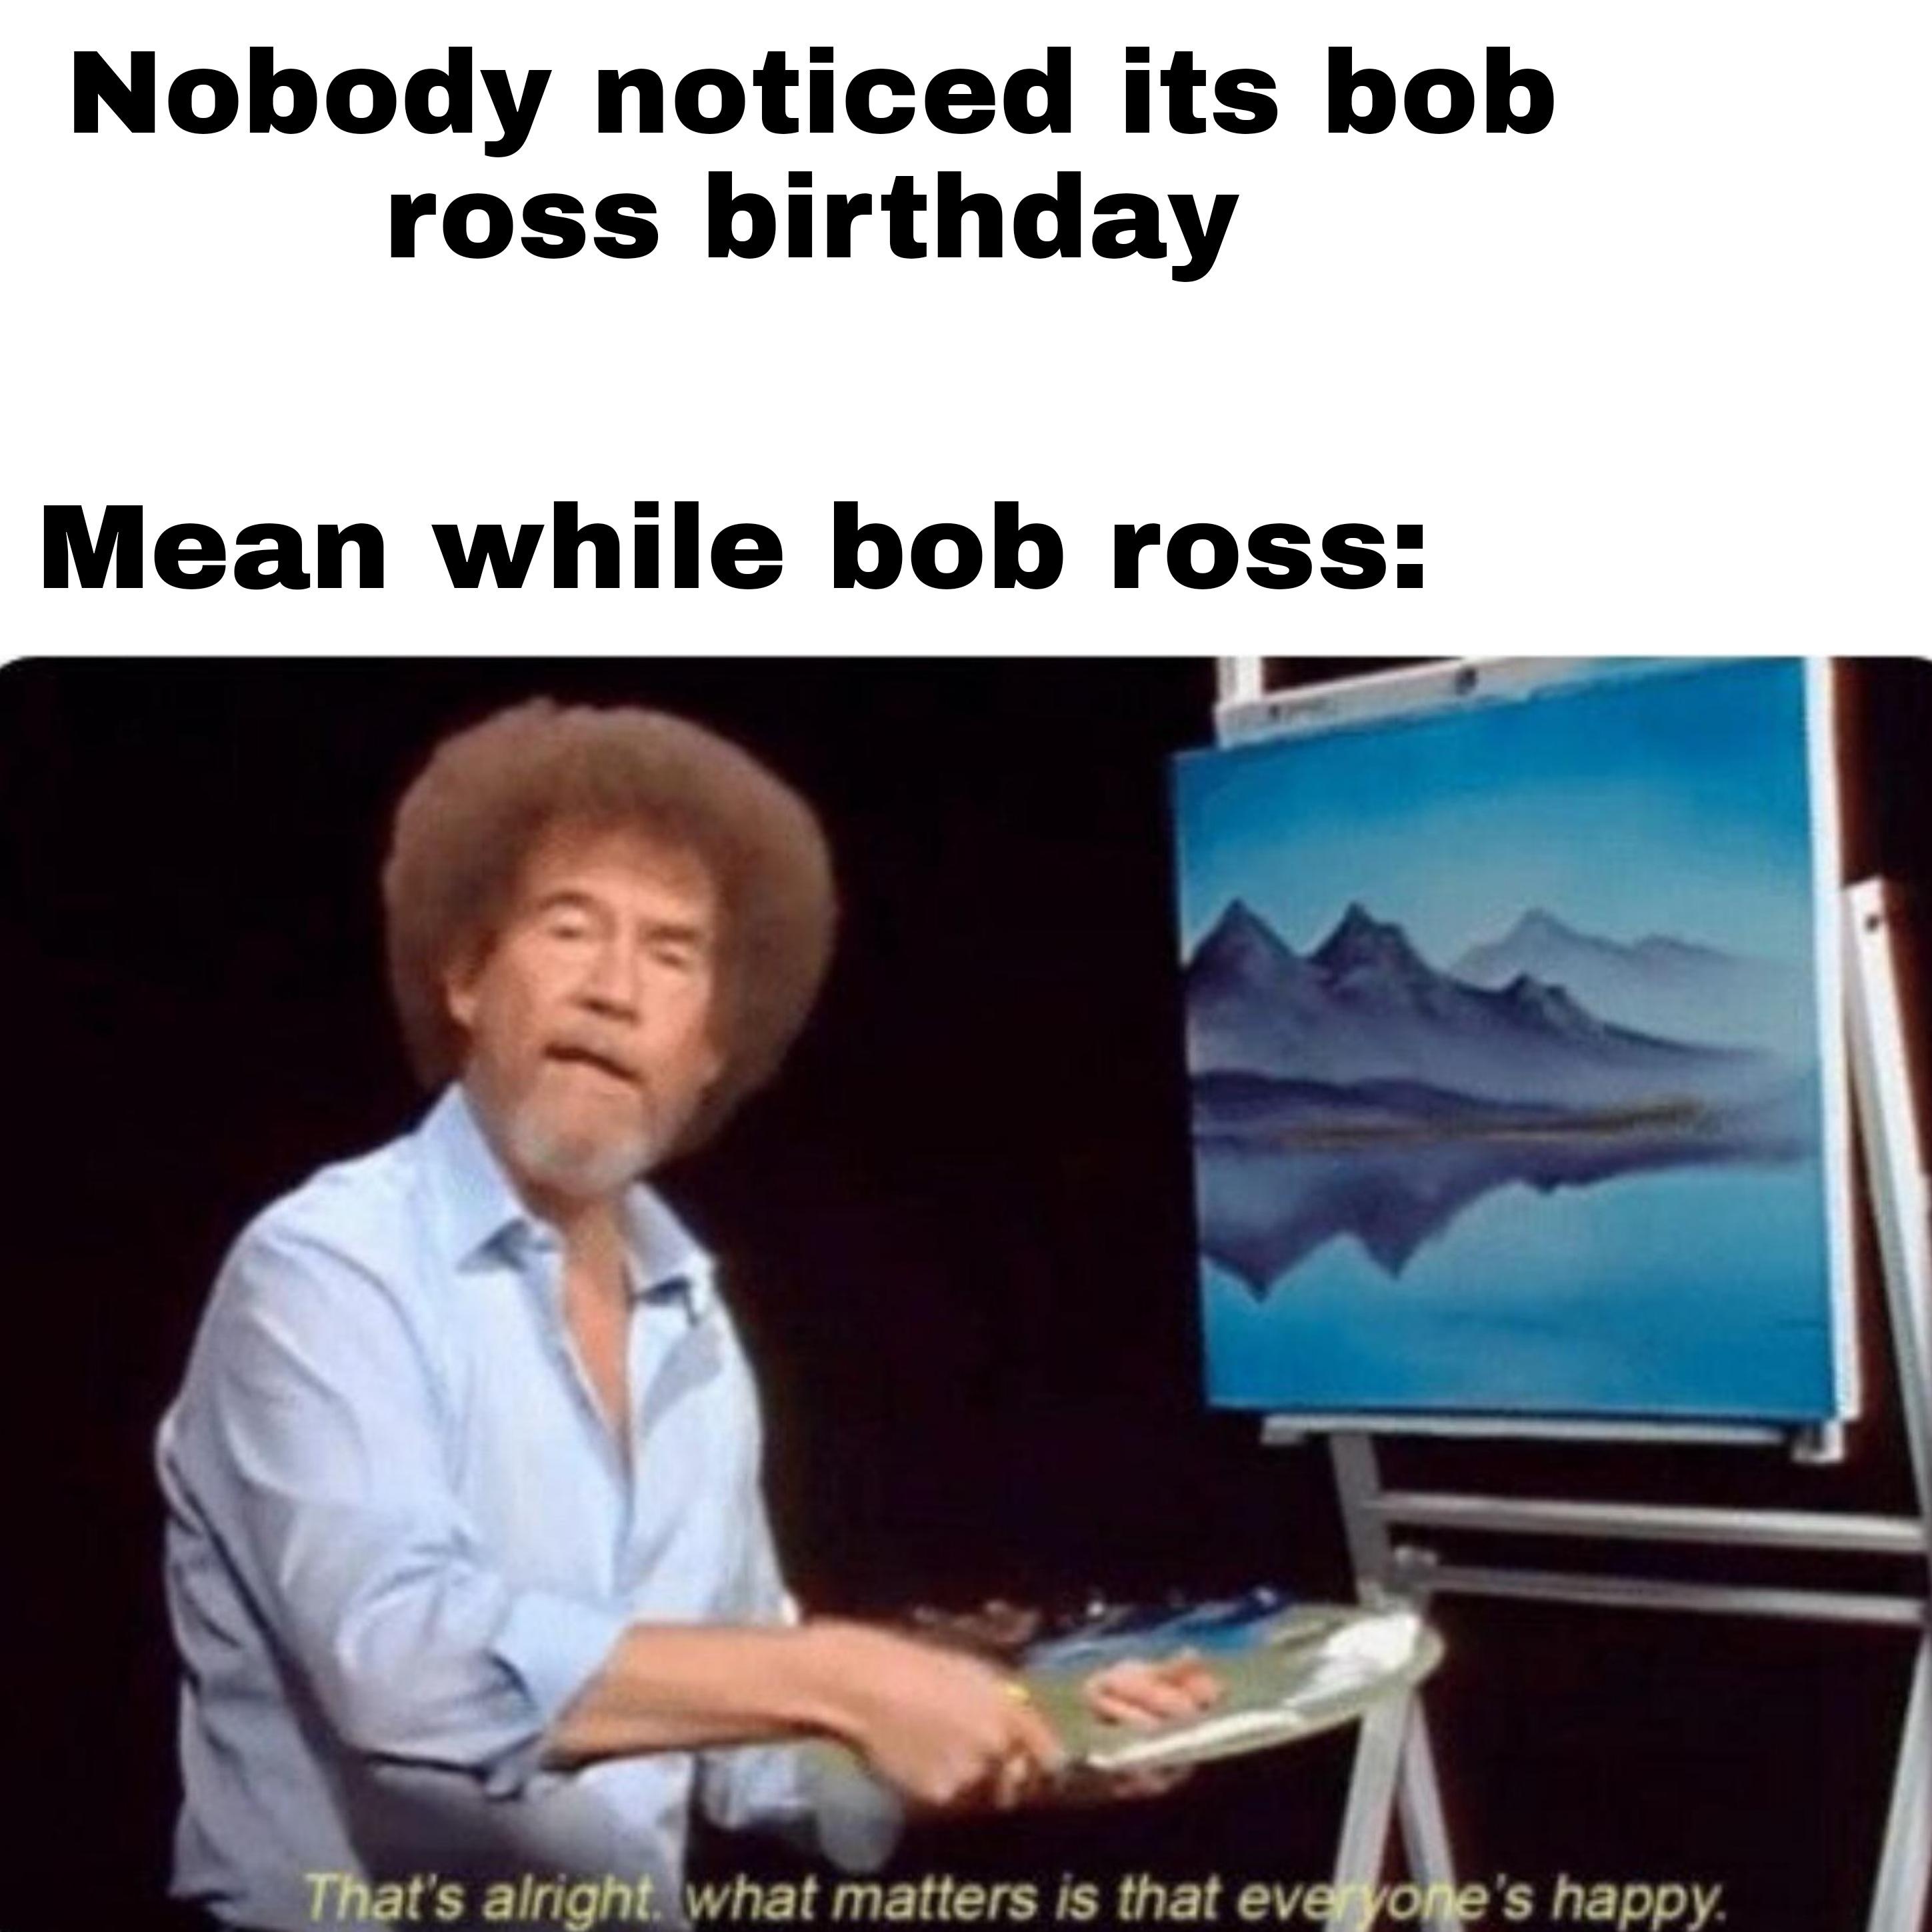 Nobody noticed its bob
ross birthday
Mean while bob ross:
That's alright. what matters is that everyone's happy.